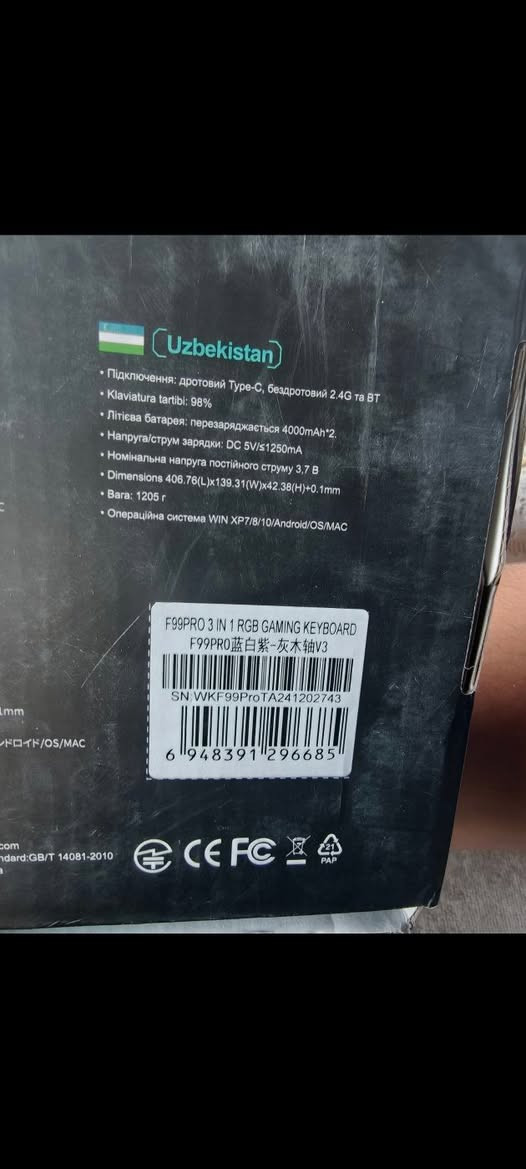 Uzbekistan
• Підключення: дротовий Type-C, бездротовий 2.4G та BT
• Klaviatura tartibi: 98%
• Літієва батарея: перезаряджається 4000mAh*2.
• Напруга/струм зарядки: DC 5V/≤1250mA
• Номінальна напруга постійного струму 3,7 В
• Dimensions 406.76(L)x139.31(W)x42.38(H)+0.1mm
• Вага: 1205 г
• Операційна система WIN XP7/8/10/Android/OS/MAC
F99PRO 3 IN 1 RGB GAMING KEYBOARD
F99PRO蓝白紫-灰木轴V3
SN:WKF99ProTA241202743
6 948391 296685
1mm
ンドロイド/OS/MAC
com
ndard:GB/T 14081-2010
CE FC
21
PAP